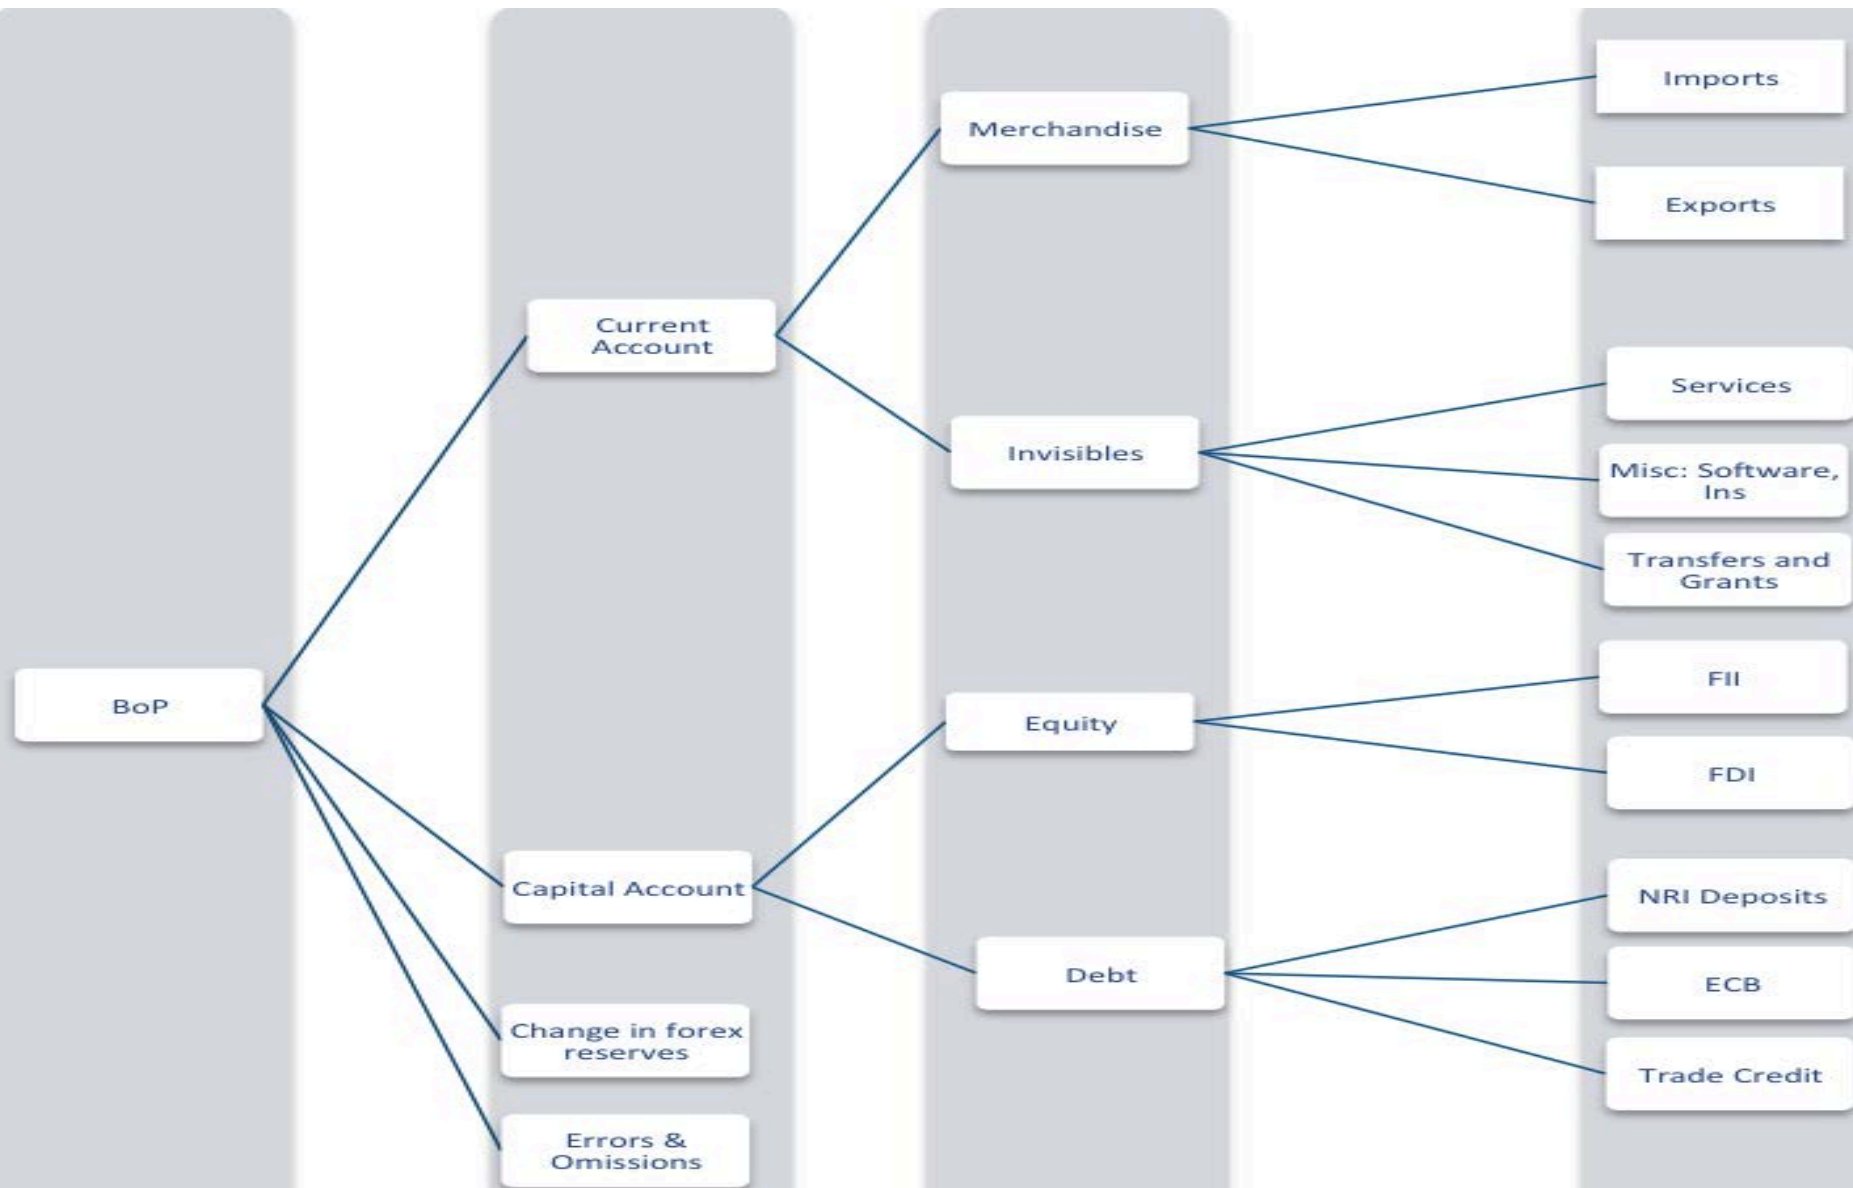 BoP
Current
Account
Capital Account
Change in forex
reserves
Errors &
Omissions
Merchandise
Invisibles
Equity
Debt
Imports
Exports
Services
Misc: Software,
Ins
Transfers and
Grants
FII
FDI
NRI Deposits
ECB
Trade Credit